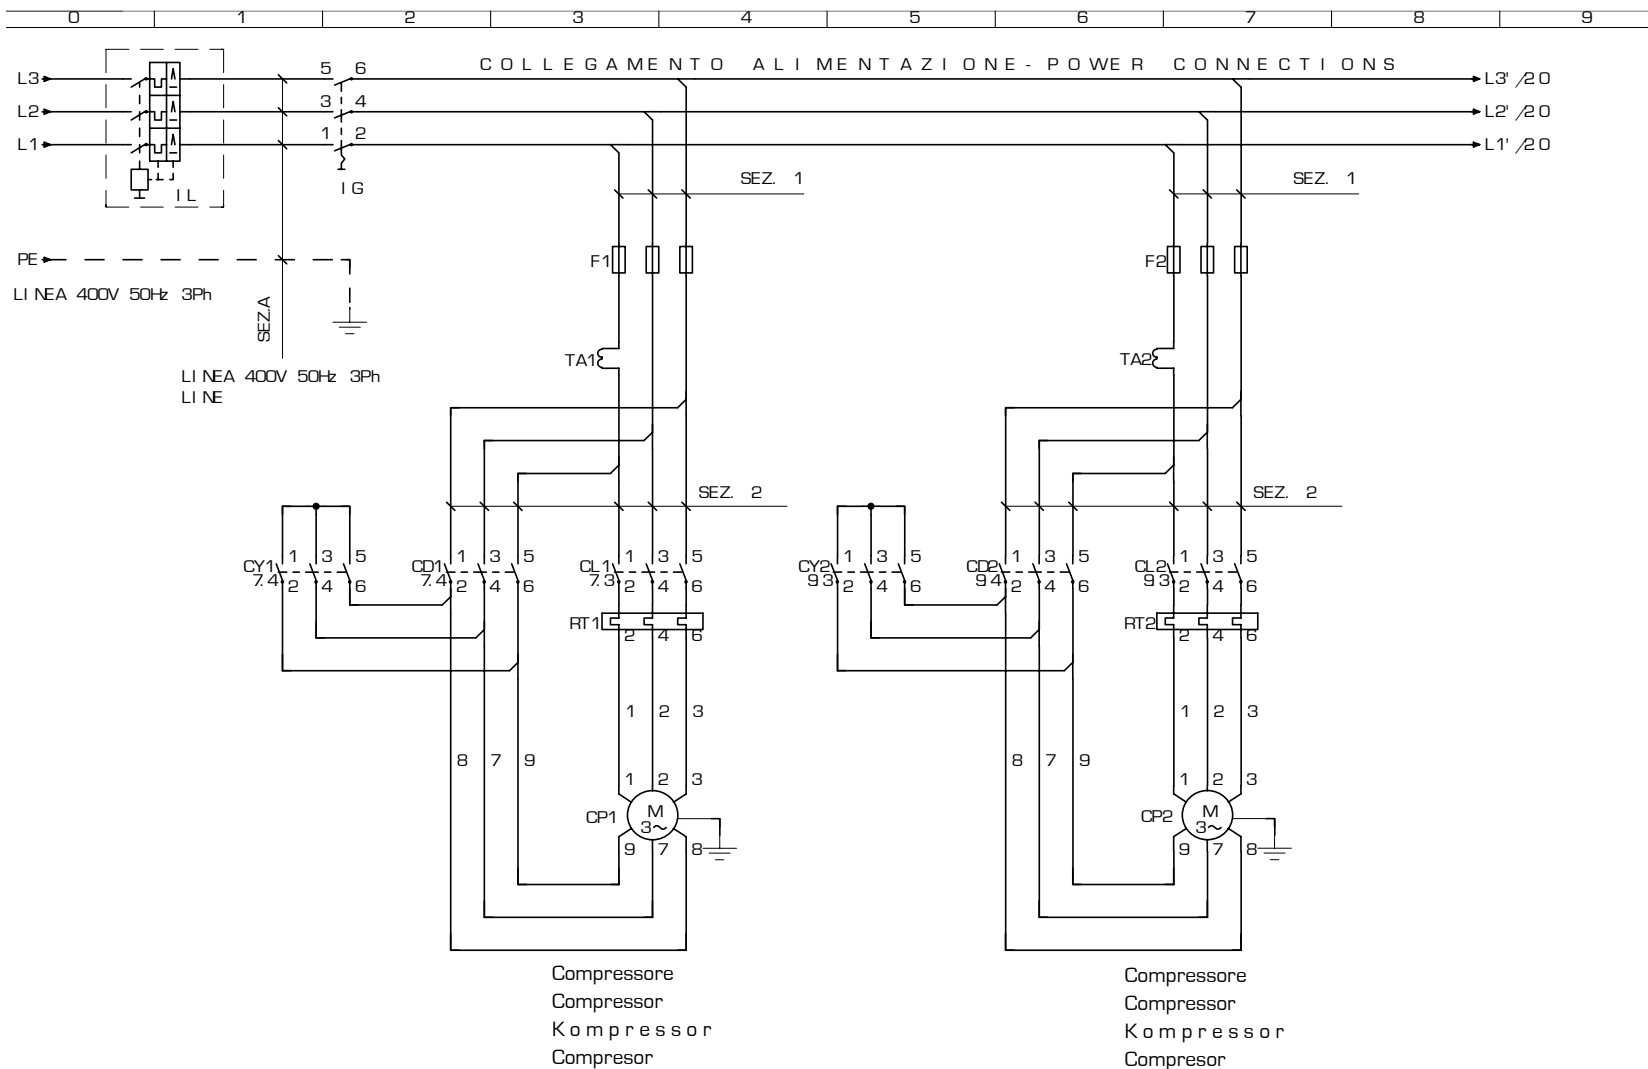 0 1 2 3 4 5 6 7 8 9
COLLEGAMENTO ALIMENTAZIONE-POWER CONNECTIONS
L3 5 6 L3'/20
L2 3 4 L2'/20
L1 1 2 L1'/20
IL IG
SEZ. 1 SEZ. 1
PE F1 F2
LINEA 400V 50Hz 3Ph
SEZ.A
TA1 TA2
LINEA 400V 50Hz 3Ph
LINE
SEZ. 2 SEZ. 2
1 3 5 1 3 5 1 3 5 1 3 5 1 3 5 1 3 5
CY1 CD1 CL1 CY2 CD2 CL2
7.4 7.4 7.3 9.3 9.4 9.3
2 4 6 2 4 6 2 4 6 2 4 6 2 4 6 2 4 6
RT1 RT2
2 4 6 2 4 6
1 2 3 1 2 3
8 7 9 8 7 9
1 2 3 1 2 3
CP1 M CP2 M
3~ 3~
9 7 8 9 7 8
Compressore
Compressor
Kompressor
Compresor
Compressore
Compressor
Kompressor
Compresor